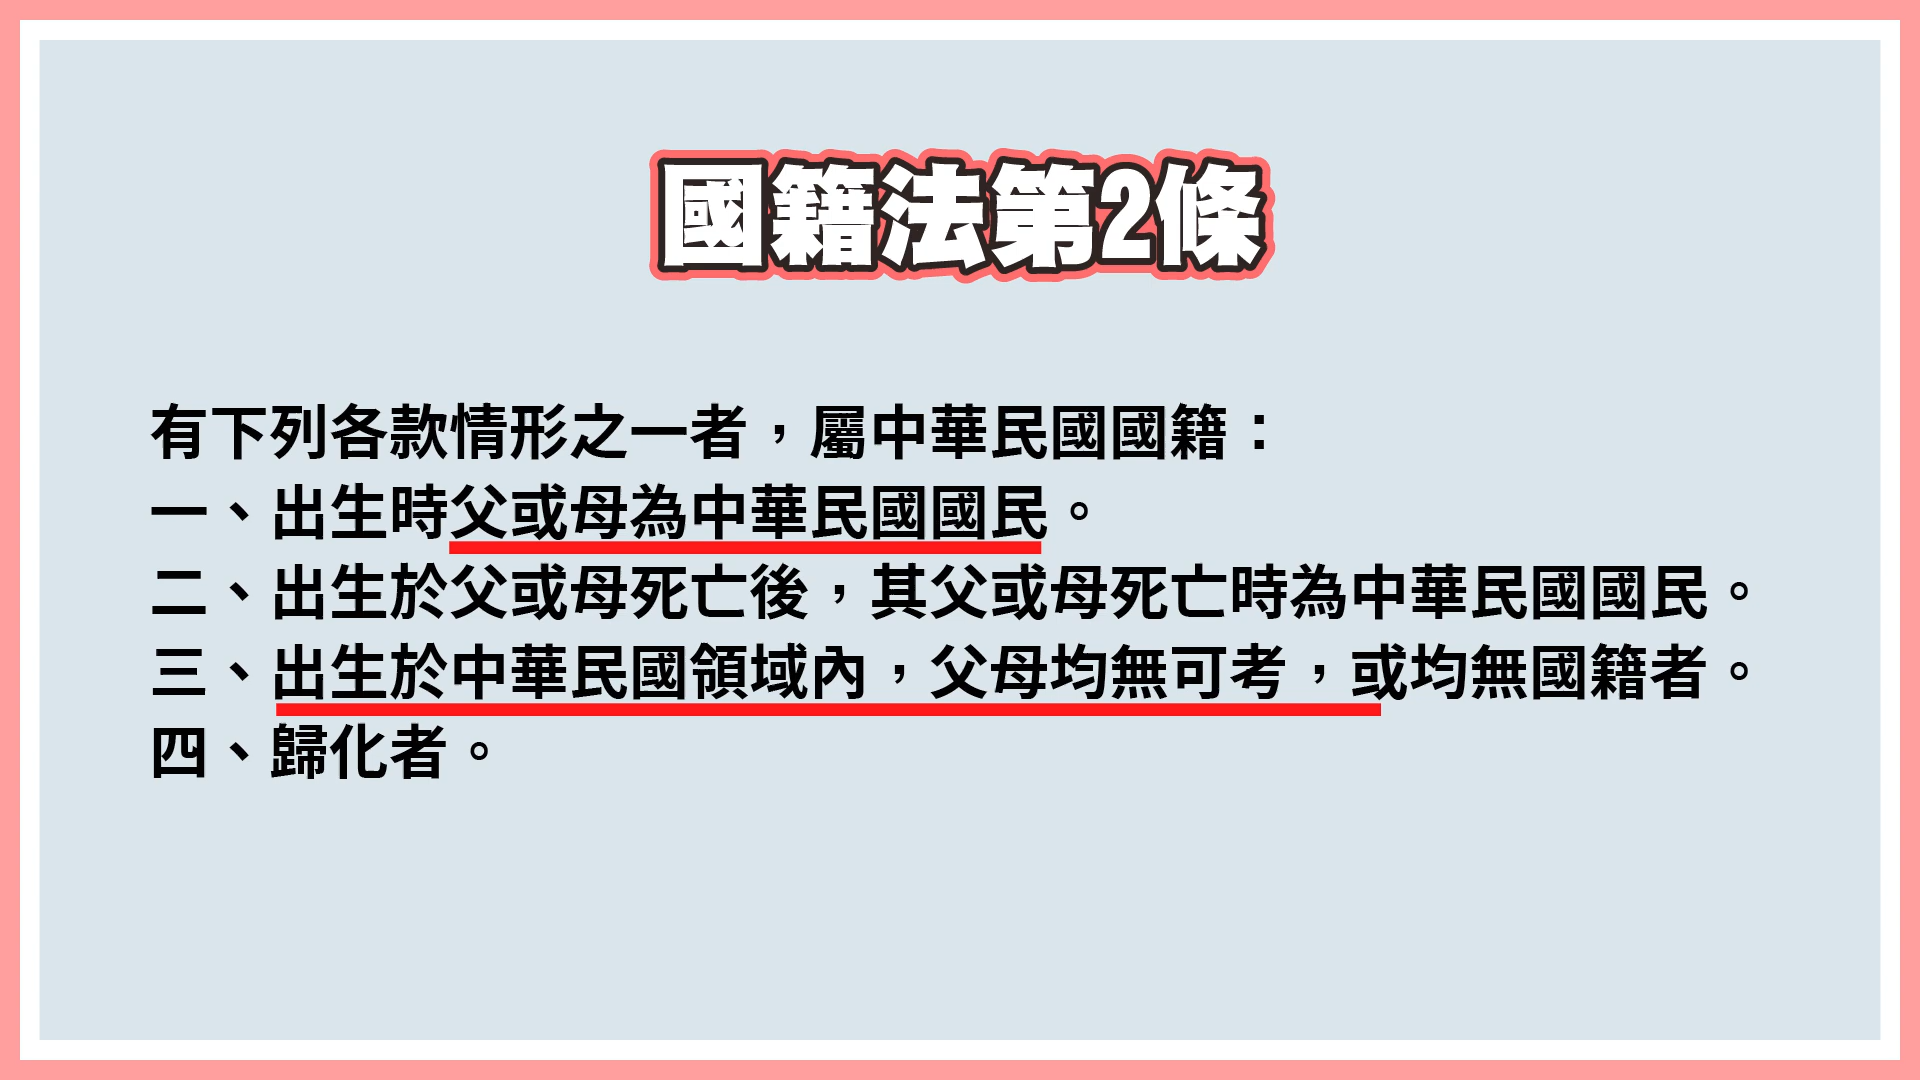 國籍法第2條
有下列各款情形之一者，屬中華民國國籍：
一、出生時父或母為中華民國國民。
二、出生於父或母死亡後，其父或母死亡時為中華民國國民。
三、出生於中華民國領域內，父母均無可考，或均無國籍者。
四、歸化者。